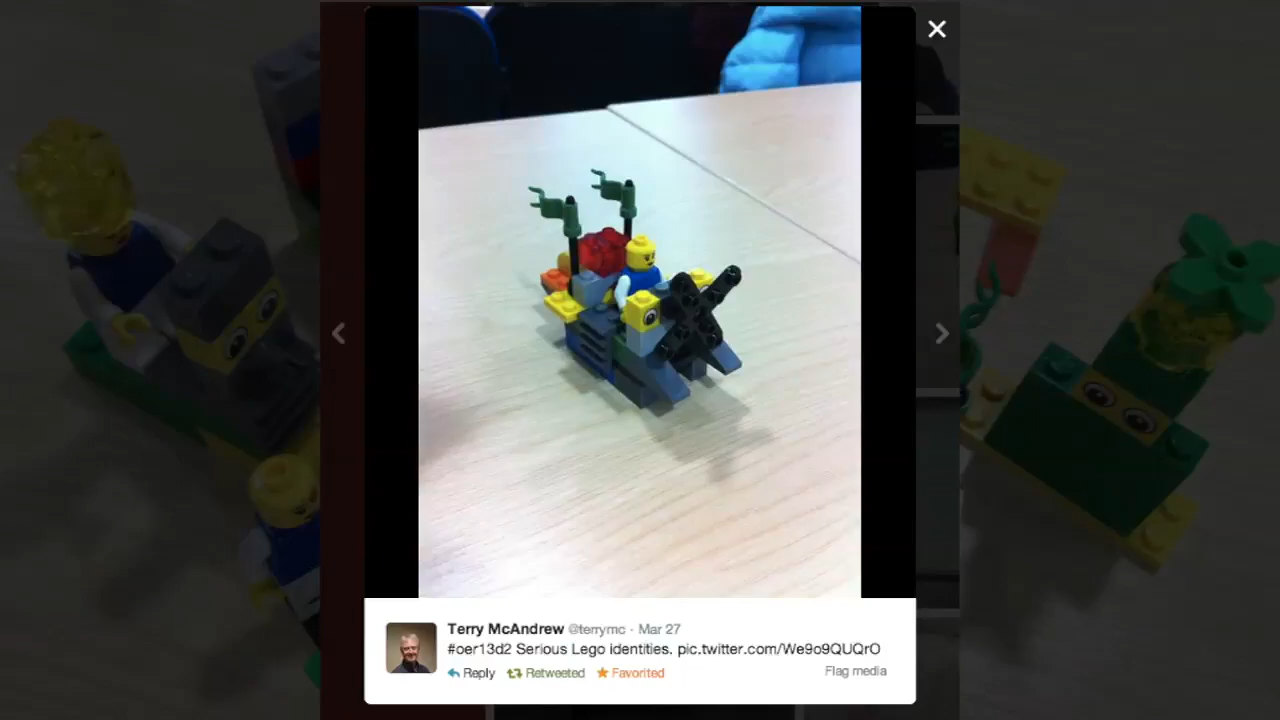 Terry McAndrew @terrymc · Mar 27
#oer13d2 Serious Lego identities. pic.twitter.com/We9o9QUQrO
Reply Retweeted Favorited Flag media